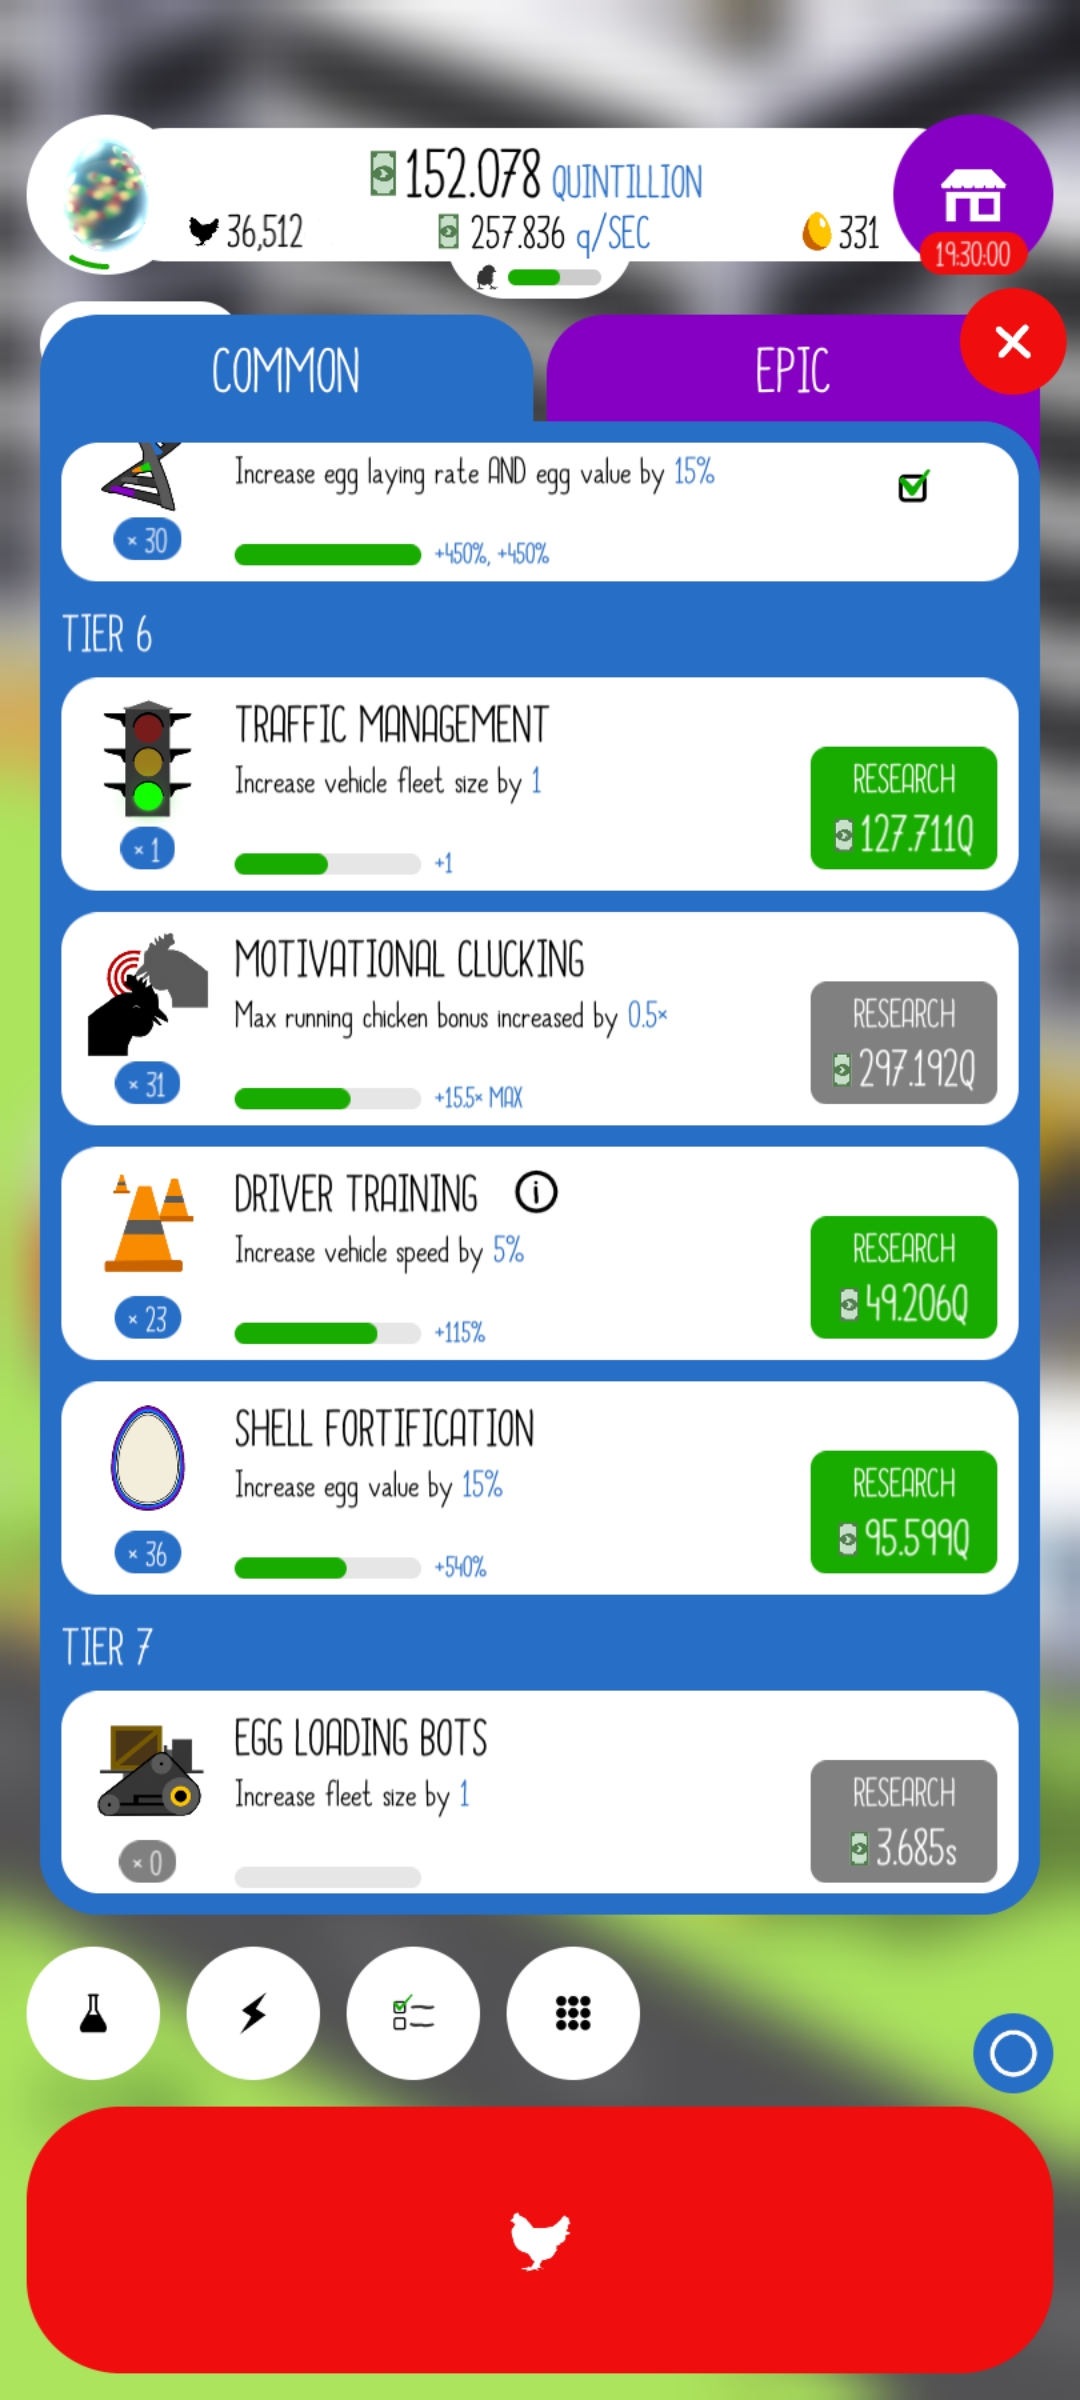 152.078 QUINTILLION
36,512
257.836 q/SEC
331
19:30:00
COMMON
EPIC
Increase egg laying rate AND egg value by 15%
× 30
+450%, +450%
TIER 6
TRAFFIC MANAGEMENT
Increase vehicle fleet size by 1
RESEARCH
127.711Q
× 1
+1
MOTIVATIONAL CLUCKING
Max running chicken bonus increased by 0.5×
RESEARCH
297.192Q
× 31
+15.5× MAX
DRIVER TRAINING
i
Increase vehicle speed by 5%
RESEARCH
49.206Q
× 23
+115%
SHELL FORTIFICATION
Increase egg value by 15%
RESEARCH
95.599Q
× 36
+540%
TIER 7
EGG LOADING BOTS
Increase fleet size by 1
RESEARCH
3.685s
× 0